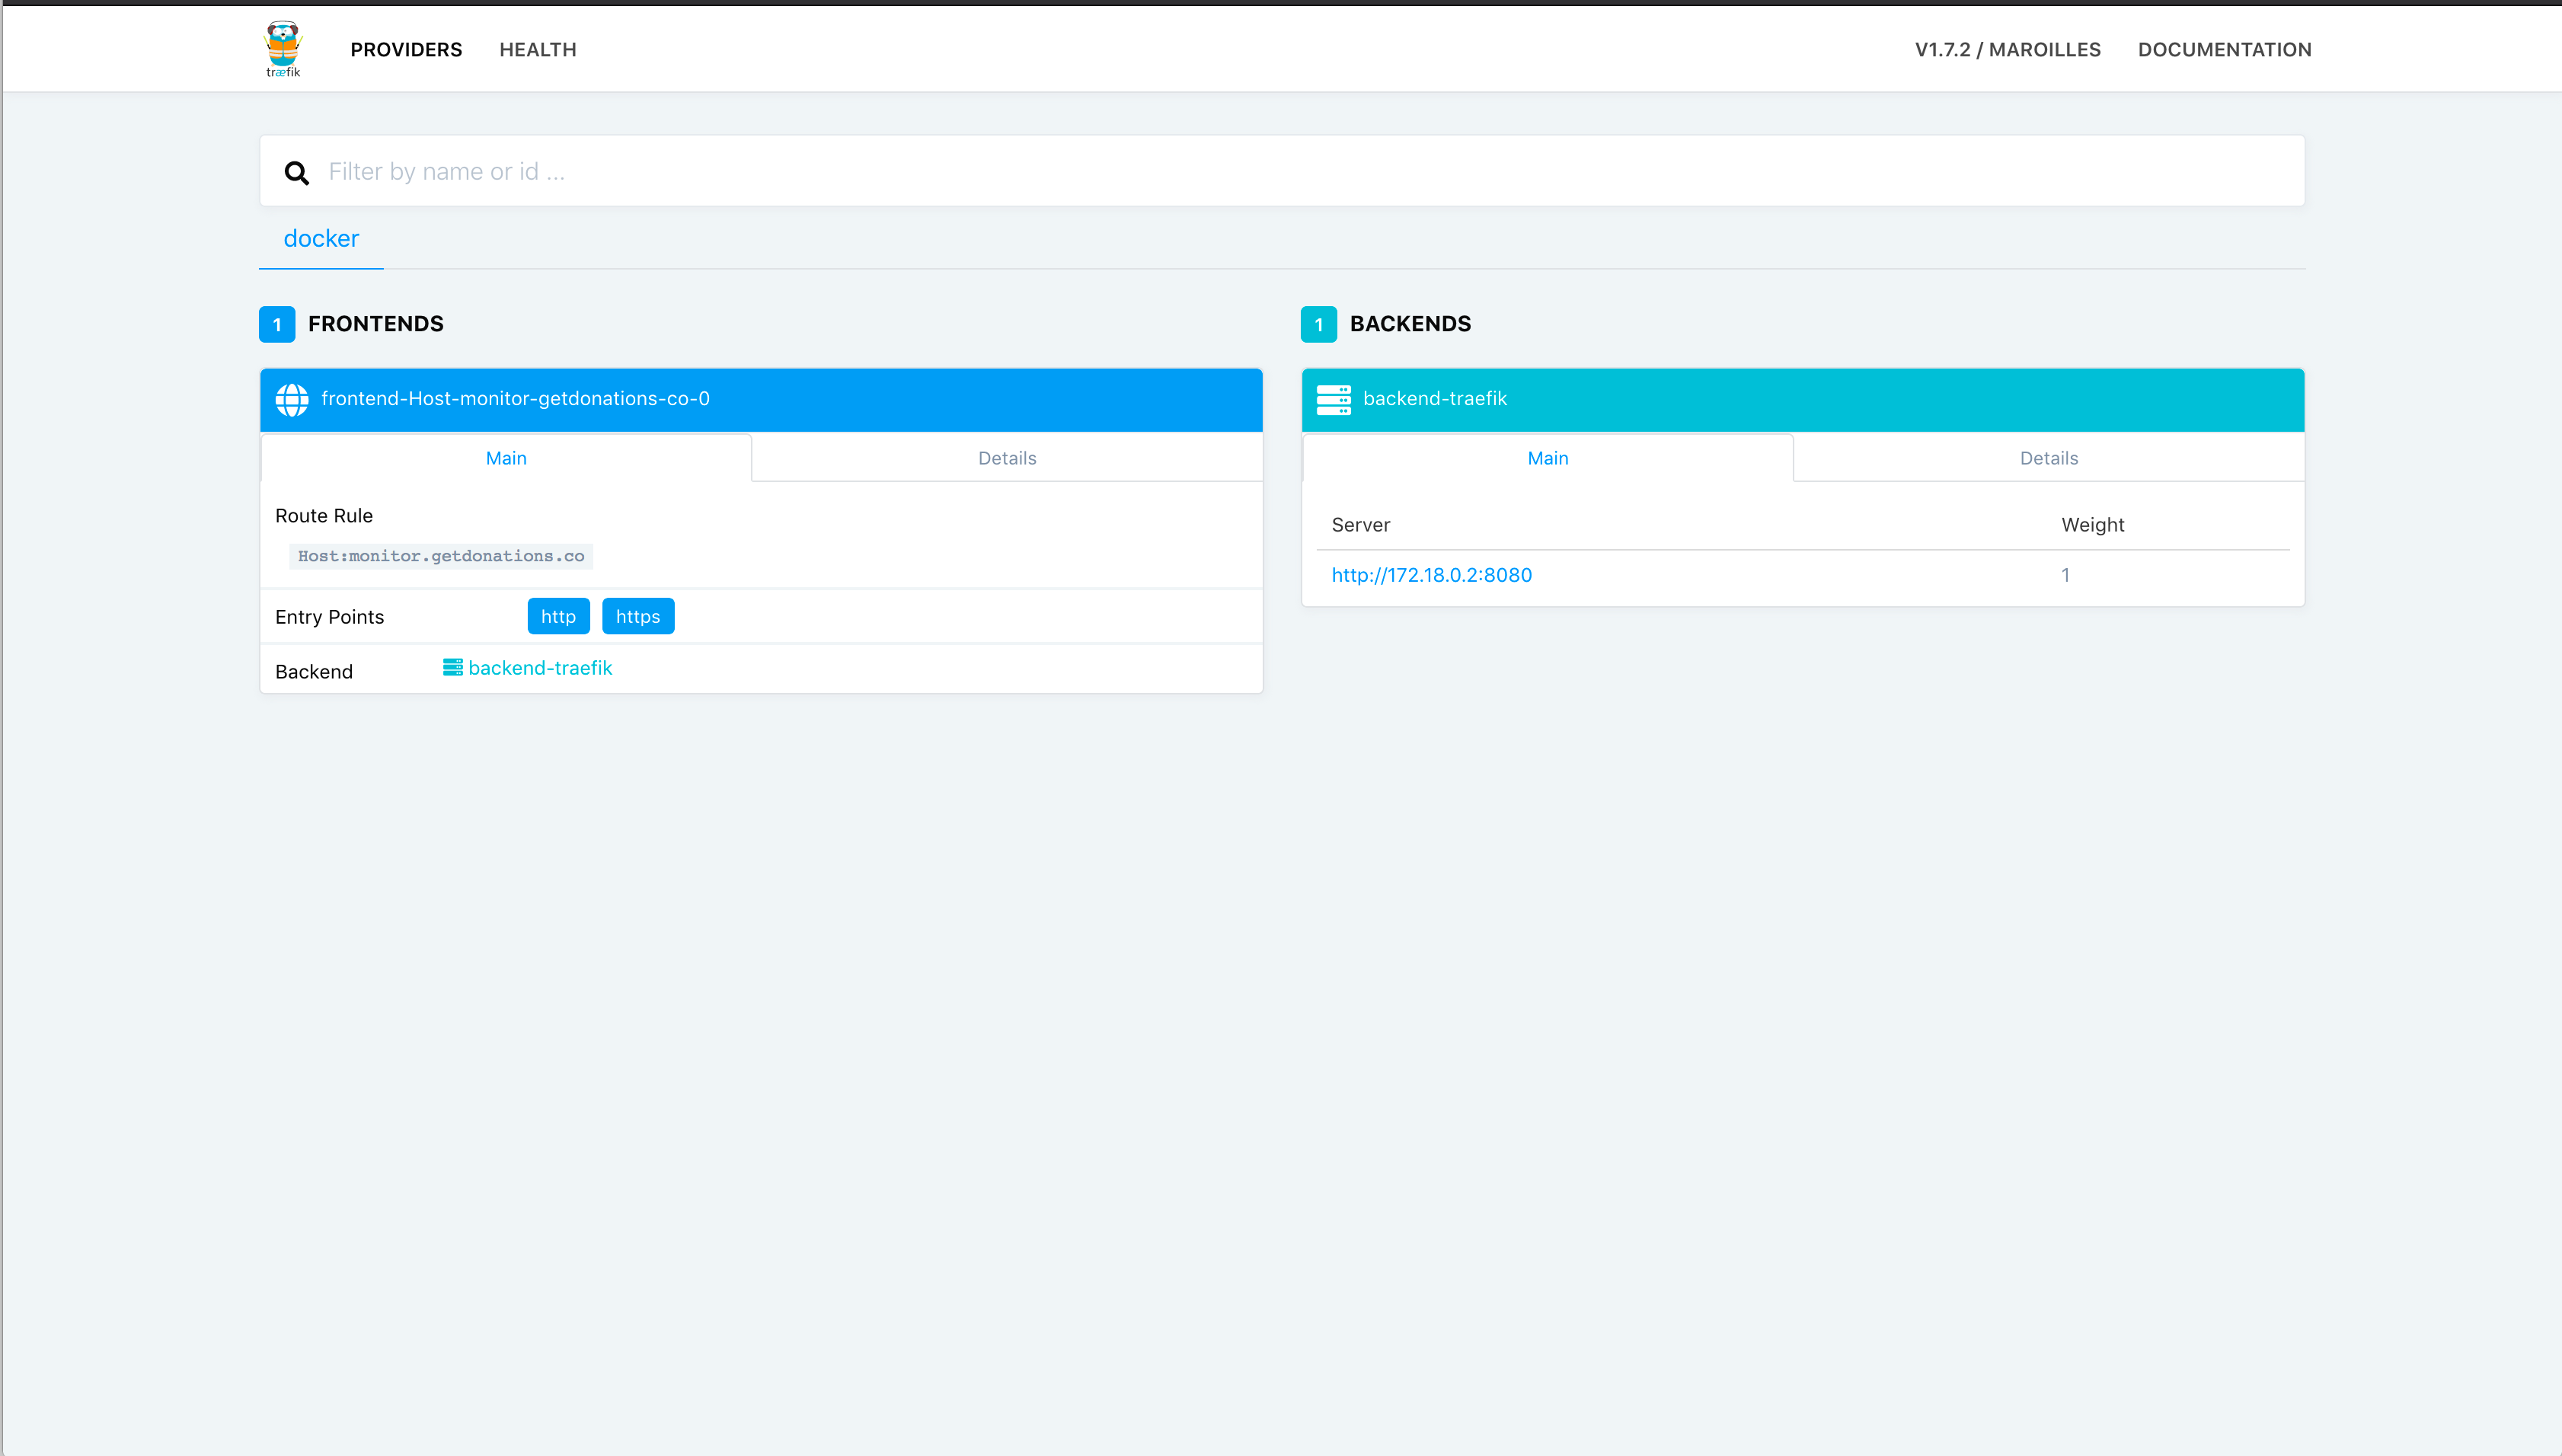 træfik
PROVIDERS
HEALTH
V1.7.2 / MAROILLES
DOCUMENTATION
Filter by name or id ...
docker
1 FRONTENDS
frontend-Host-monitor-getdonations-co-0
Main
Details
Route Rule
Host:monitor.getdonations.co
Entry Points
http
https
Backend
backend-traefik
1 BACKENDS
backend-traefik
Main
Details
Server
Weight
http://172.18.0.2:8080
1